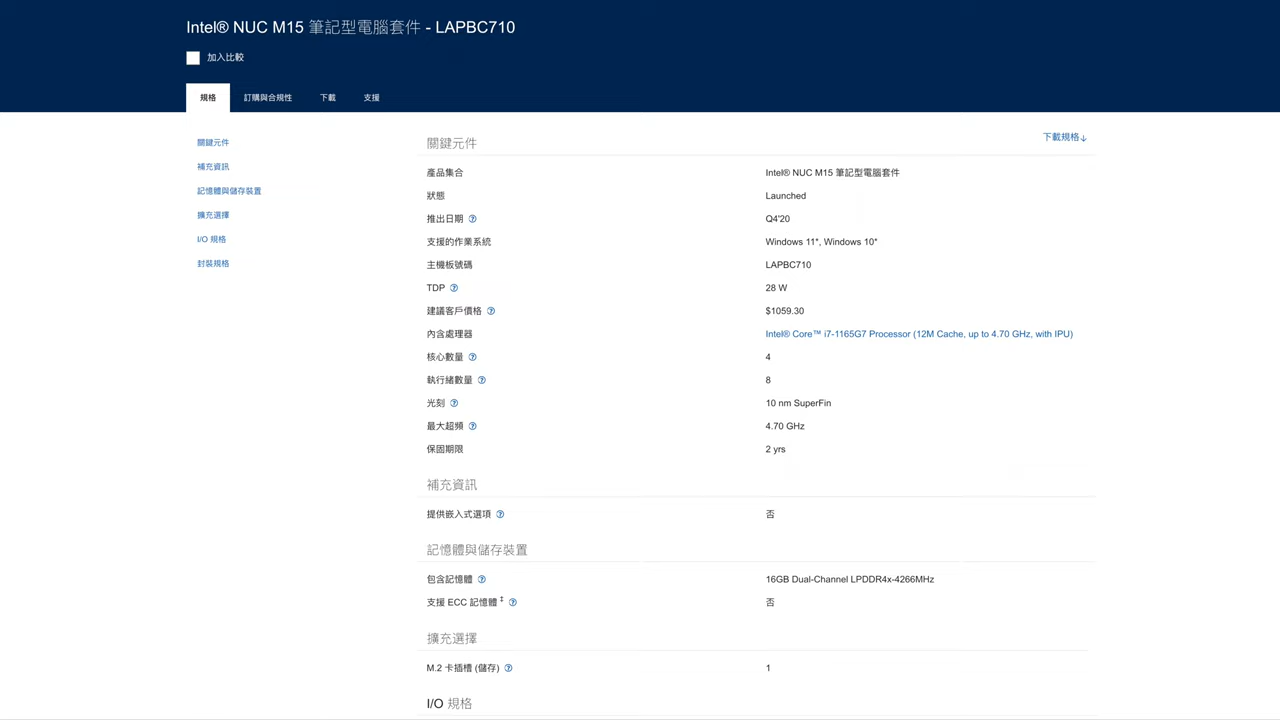 Intel® NUC M15 筆記型電腦套件 - LAPBC710
加入比較
規格 訂購與合規性 下載 支援
關鍵元件
補充資訊
記憶體與儲存裝置
擴充選擇
I/O 規格
封裝規格
關鍵元件 下載規格↓
產品集合 Intel® NUC M15 筆記型電腦套件
狀態 Launched
推出日期 ? Q4'20
支援的作業系統 Windows 11*, Windows 10*
主機板號碼 LAPBC710
TDP ? 28 W
建議客戶價格 ? $1059.30
內含處理器 Intel® Core™ i7-1165G7 Processor (12M Cache, up to 4.70 GHz, with IPU)
核心數量 ? 4
執行緒數量 ? 8
光刻 ? 10 nm SuperFin
最大超頻 ? 4.70 GHz
保固期限 2 yrs
補充資訊
提供嵌入式選項 ? 否
記憶體與儲存裝置
包含記憶體 ? 16GB Dual-Channel LPDDR4x-4266MHz
支援 ECC 記憶體 ‡ ? 否
擴充選擇
M.2 卡插槽 (儲存) ? 1
I/O 規格